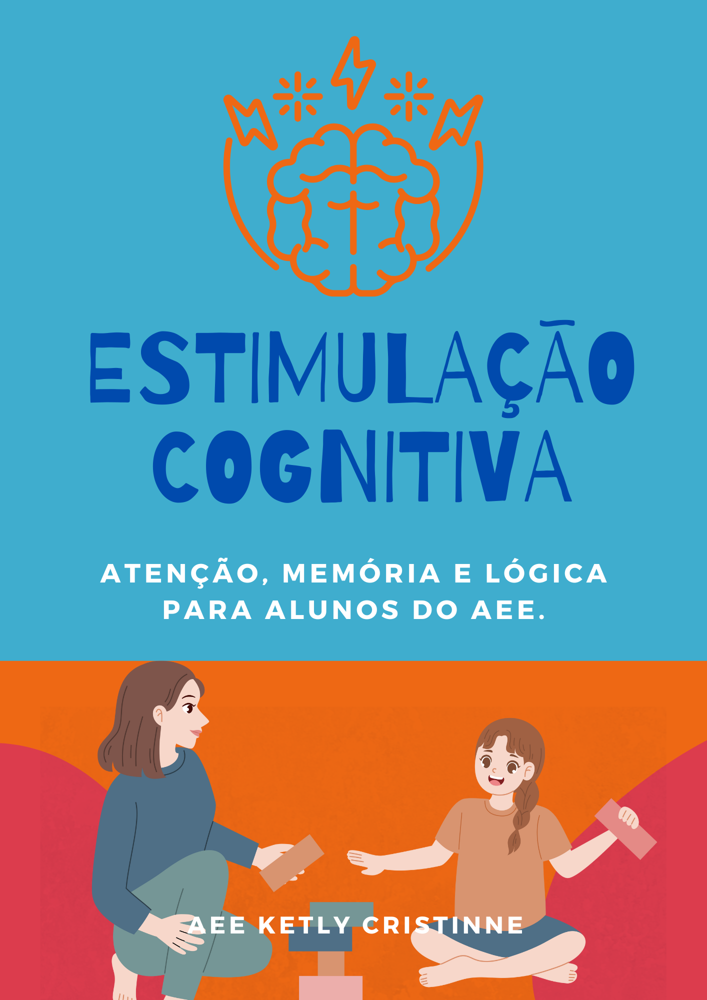 ESTIMULAÇÃO
COGNITIVA
ATENÇÃO, MEMÓRIA E LÓGICA
PARA ALUNOS DO AEE.
AEE KETLY CRISTINNE